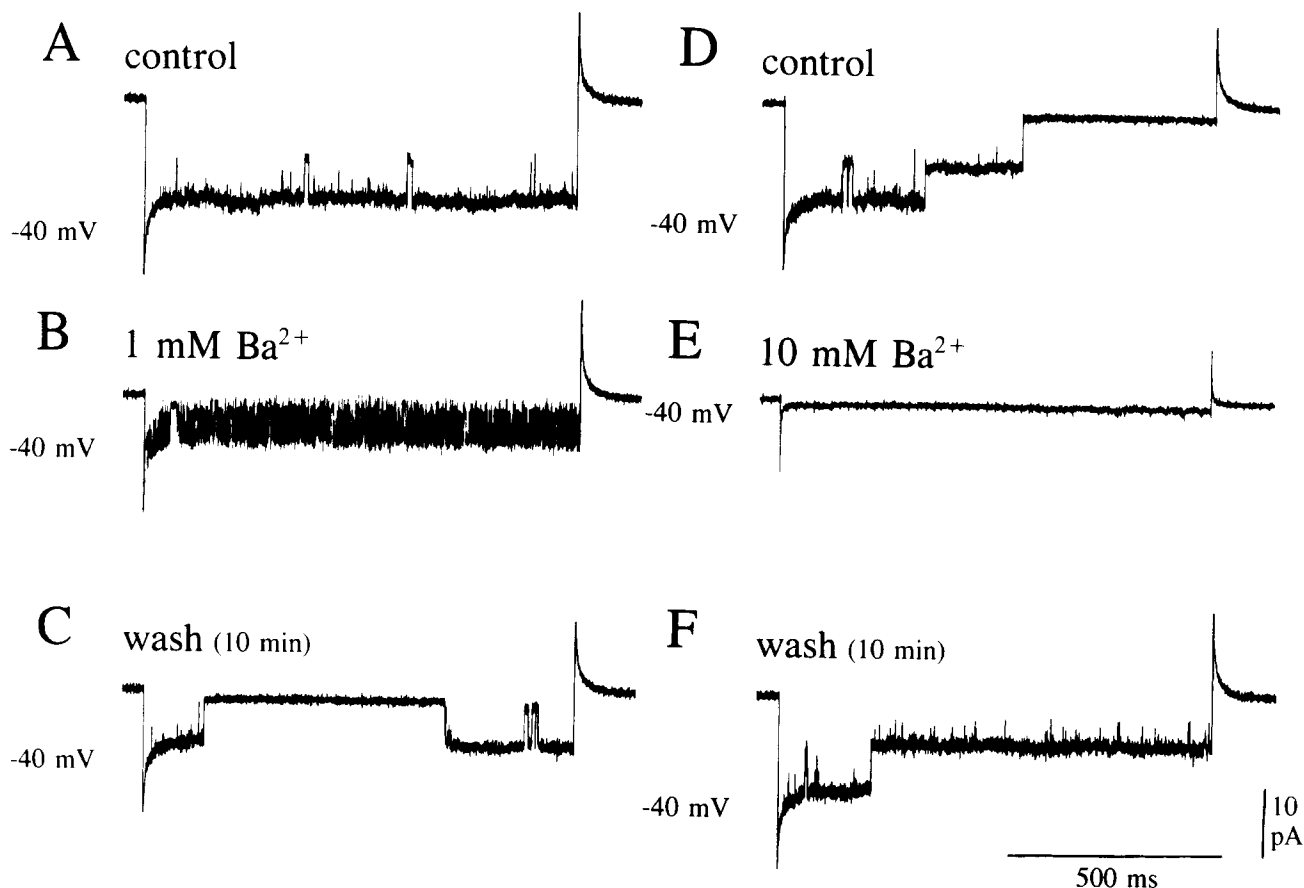 A
control
-40 mV
B
1 mM Ba²⁺
-40 mV
C
wash (10 min)
-40 mV
D
control
-40 mV
E
10 mM Ba²⁺
-40 mV
F
wash (10 min)
-40 mV
10
pA
500 ms